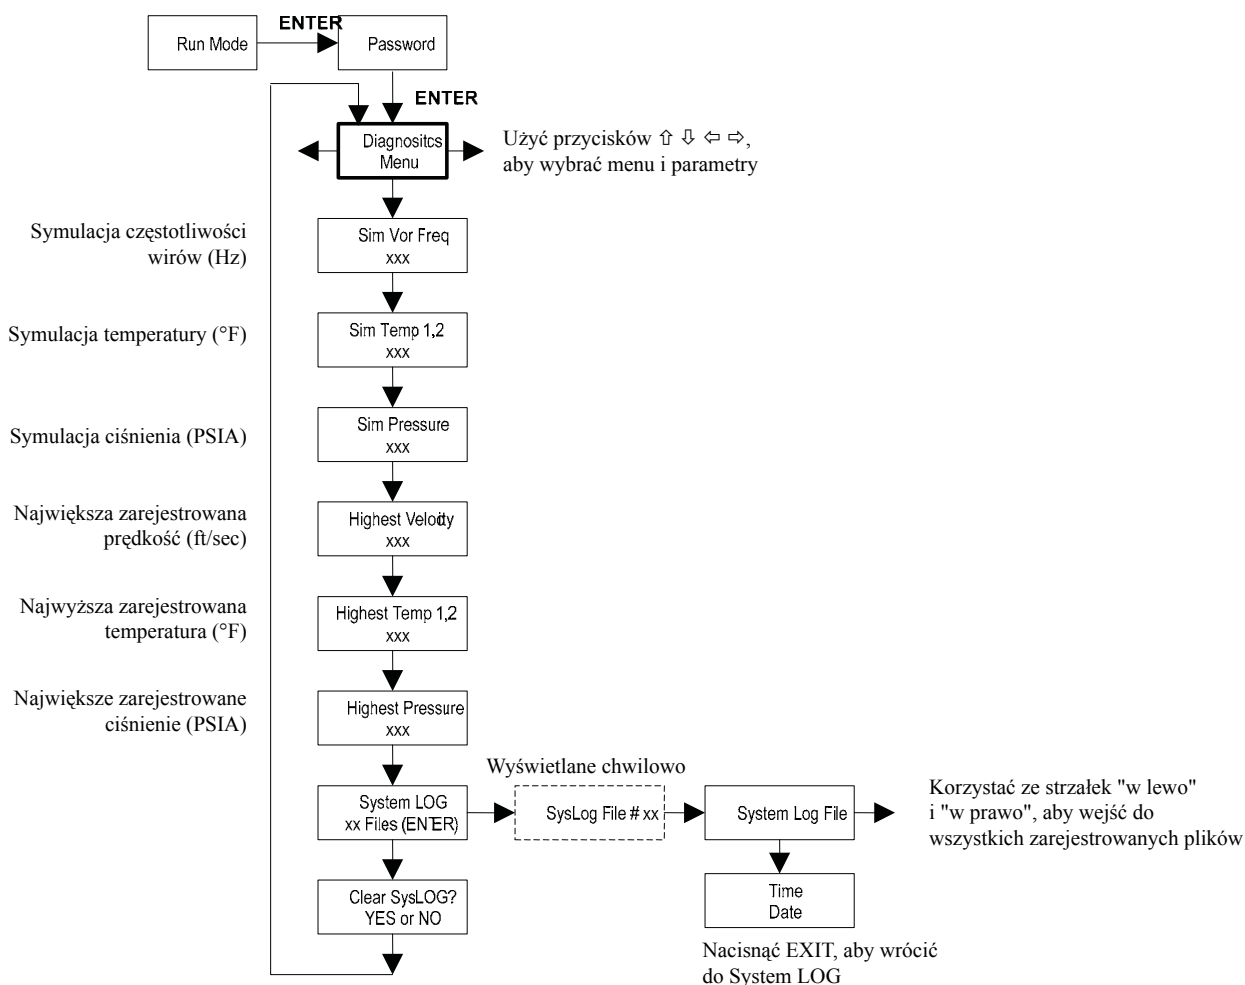 ENTER
Run Mode
Password
ENTER
Diagnositcs
Menu
Użyć przycisków ⇧ ⇩ ⇦ ⇨,
aby wybrać menu i parametry
Symulacja częstotliwości
wirów (Hz)
Sim Vor Freq
xxx
Symulacja temperatury (°F)
Sim Temp 1,2
xxx
Symulacja ciśnienia (PSIA)
Sim Pressure
xxx
Największa zarejestrowana
prędkość (ft/sec)
Highest Velocity
xxx
Najwyższa zarejestrowana
temperatura (°F)
Highest Temp 1,2
xxx
Największe zarejestrowane
ciśnienie (PSIA)
Highest Pressure
xxx
System LOG
xx Files (ENTER)
Wyświetlane chwilowo
SysLog File # xx
System Log File
Korzystać ze strzałek "w lewo"
i "w prawo", aby wejść do
wszystkich zarejestrowanych plików
Clear SysLOG?
YES or NO
Time
Date
Nacisnąć EXIT, aby wrócić
do System LOG